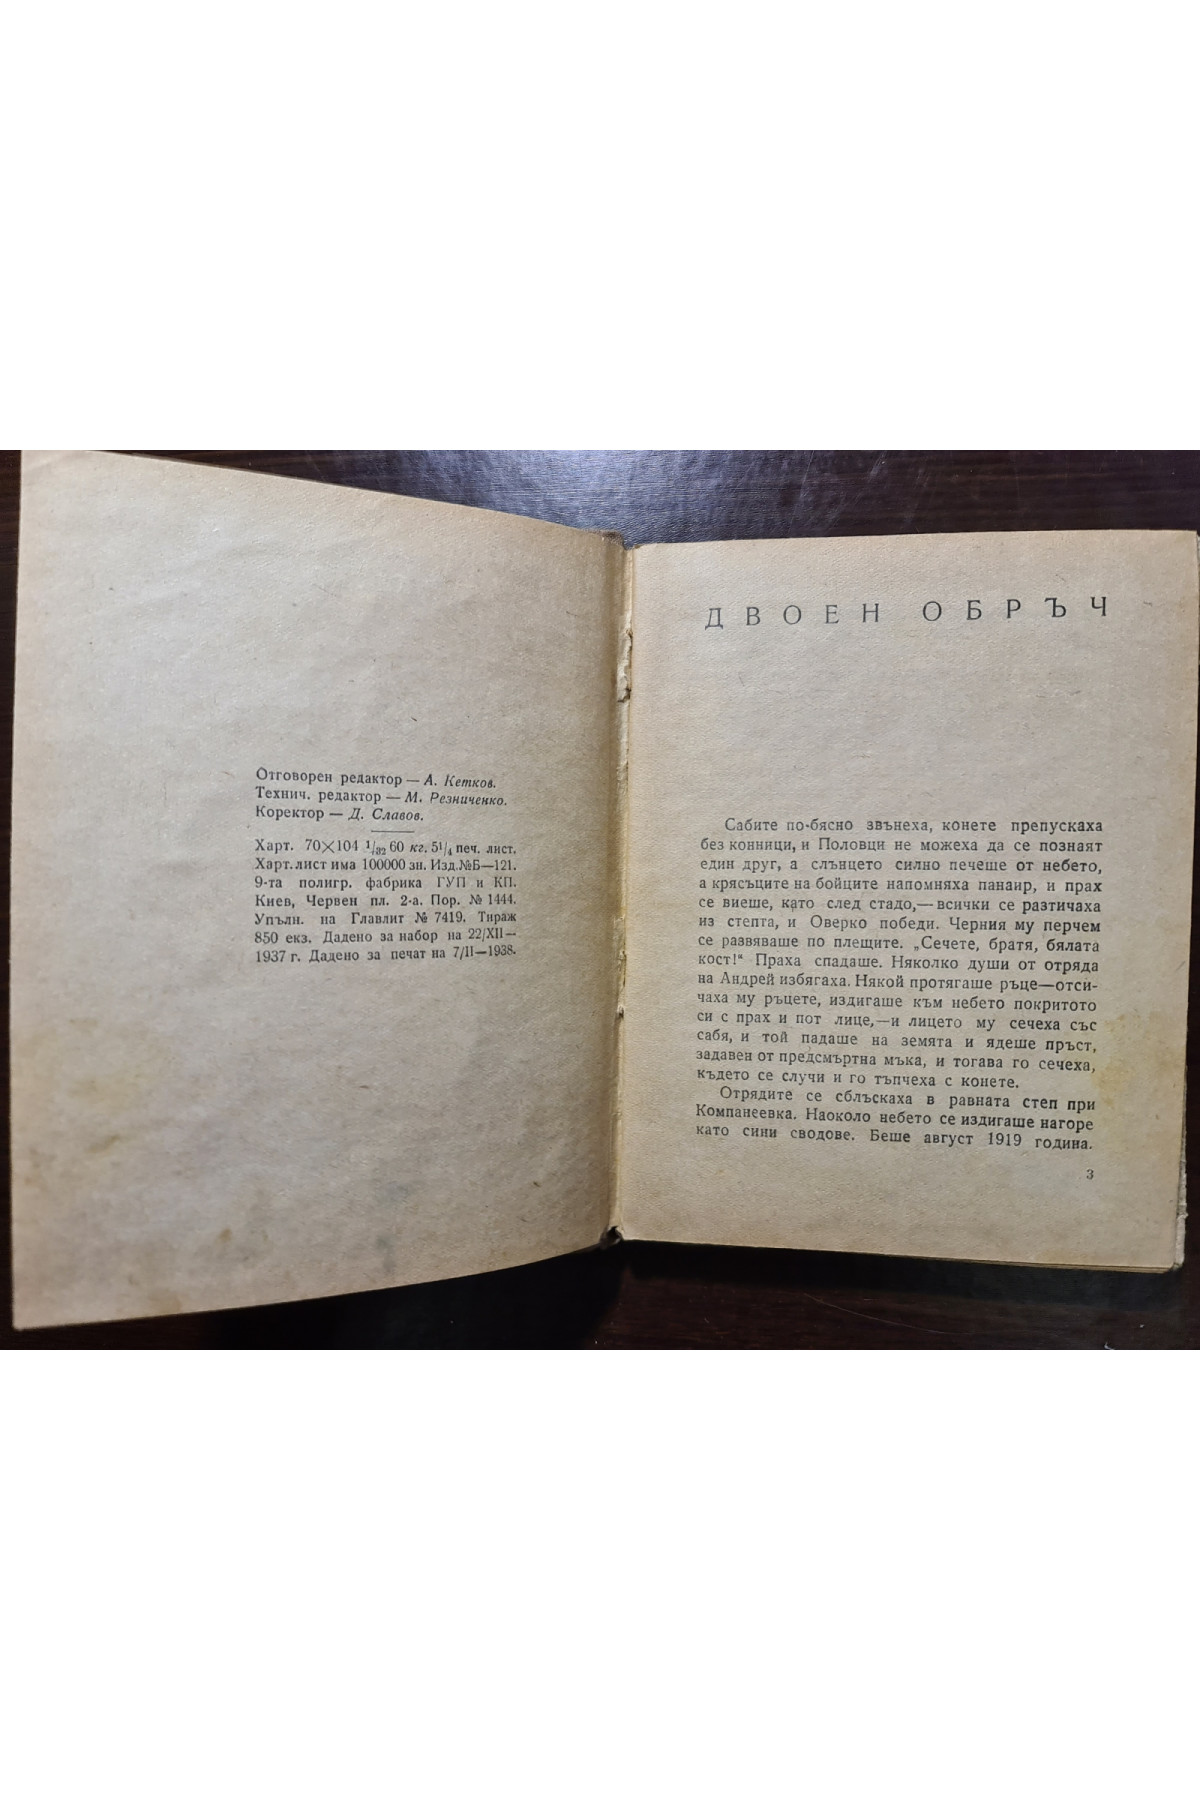 Отговорен редактор — А. Кетков.
Технич. редактор — М. Резниченко.
Коректор — Д. Славов.
Харт. 70×104 1/32 60 кг. 5¼ печ. лист.
Харт. лист има 100000 зн. Изд. №Б—121.
9-та полигр. фабрика ГУП и КП.
Киев, Червен пл. 2-а. Пор. № 1444.
Упълн. на Главлит № 7419. Тираж
850 екз. Дадено за набор на 22/XII—
1937 г. Дадено за печат на 7/II—1938.
ДВОЕН ОБРЪЧ
Сабите по-бясно звънеха, конете препускаха
без конници, и Половци не можеха да се познаят
един друг, а слънцето силно печеше от небето,
а крясъците на бойците напомняха панаир, и прах
се виеше, като след стадо,—всички се разтичаха
из степта, и Оверко победи. Черния му перчем
се развяваше по плещите. „Сечете, братя, бялата
кост!“ Праха спадаше. Няколко души от отряда
на Андрей избягаха. Някой протягаше ръце—отси-
чаха му ръцете, издигаше към небето покритото
си с прах и пот лице,—и лицето му сечеха със
сабя, и той падаше на земята и ядеше пръст,
задавен от предсмъртна мъка, и тогава го сечеха,
където се случи и го тъпчеха с конете.
Отрядите се сблъскаха в равната степ при
Компанеевка. Наоколо небето се издигаше нагоре
като сини сводове. Беше август 1919 година.
3